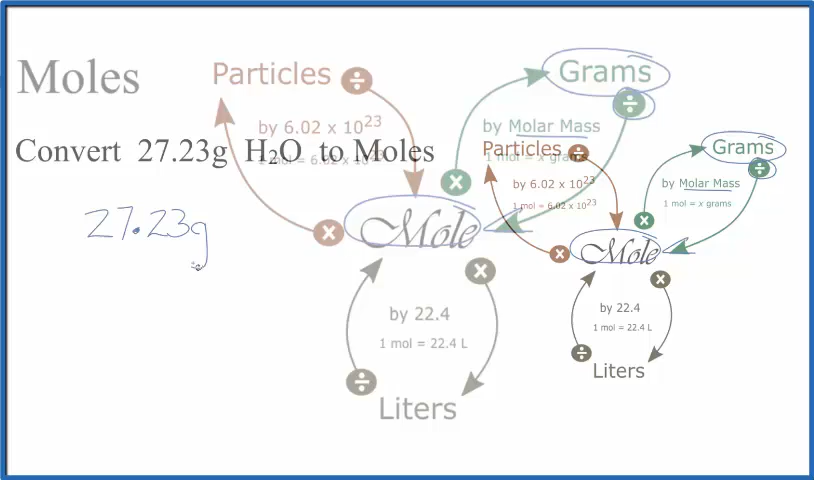 Moles
Particles ÷
Grams
÷
by 6.02 x 10²³
1 mol = 6.02 x 10²³
by Molar Mass
1 mol = x grams
Convert 27.23g H₂O to Moles
Particles ÷
Grams
÷
by 6.02 x 10²³
1 mol = 6.02 x 10²³
by Molar Mass
1 mol = x grams
x
x
27.23g
x
Mole
x
Mole
x
x
by 22.4
1 mol = 22.4 L
by 22.4
1 mol = 22.4 L
÷
÷
Liters
Liters